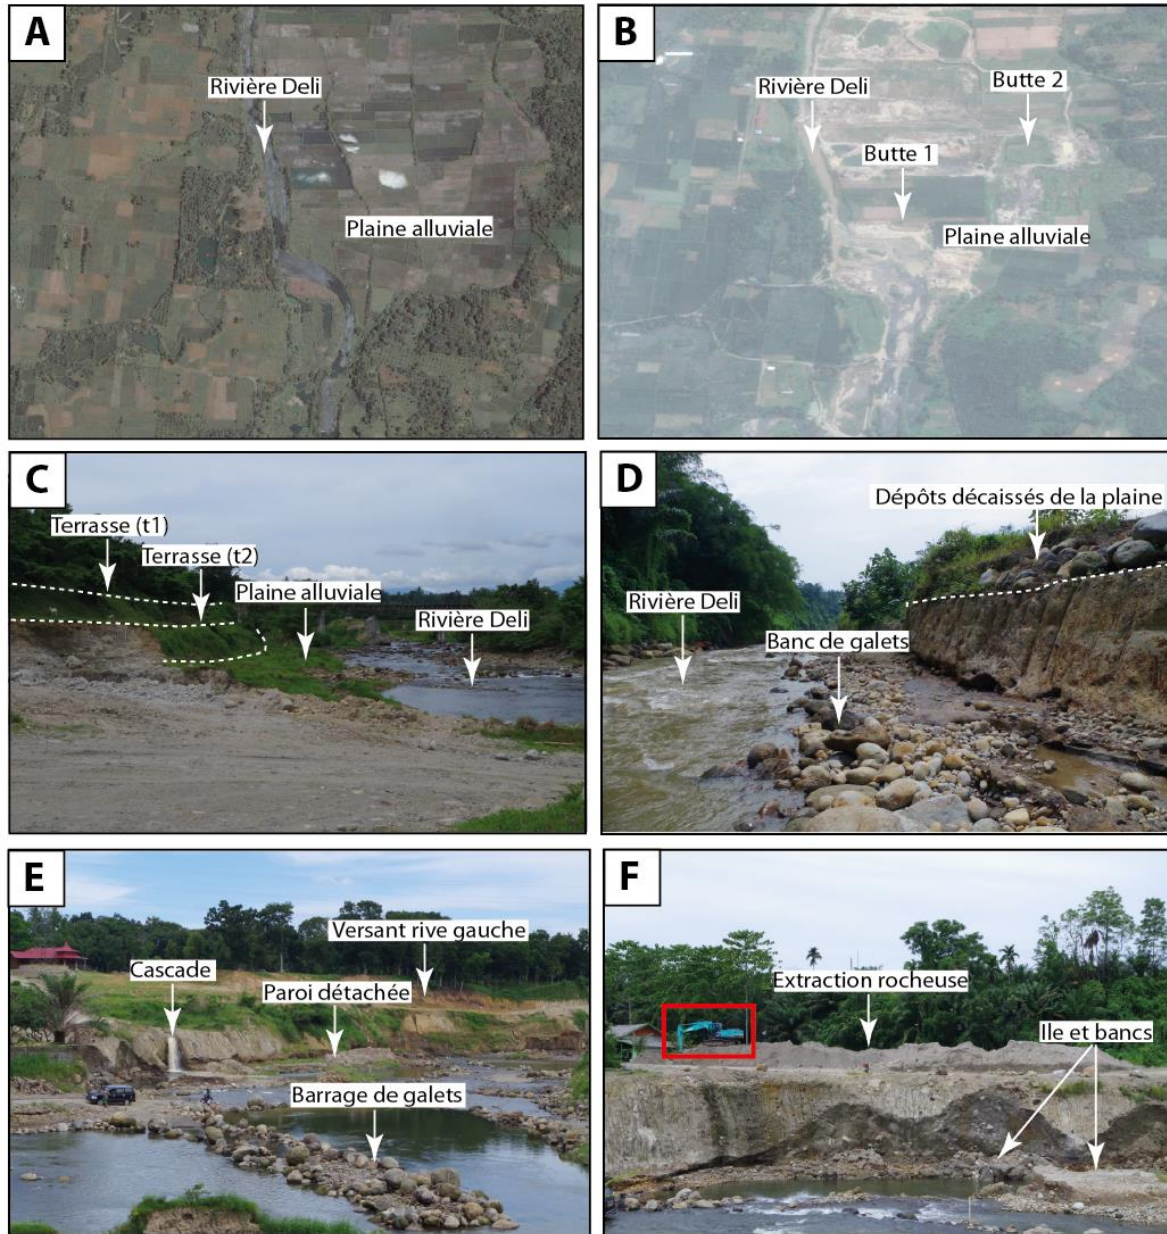 A
Rivière Deli
Plaine alluviale
B
Rivière Deli
Butte 2
Butte 1
Plaine alluviale
C
Terrasse (t1)
Terrasse (t2)
Plaine alluviale
Rivière Deli
D
Dépôts décaissés de la plaine
Rivière Deli
Banc de galets
E
Versant rive gauche
Cascade
Paroi détachée
Barrage de galets
F
Extraction rocheuse
Ile et bancs